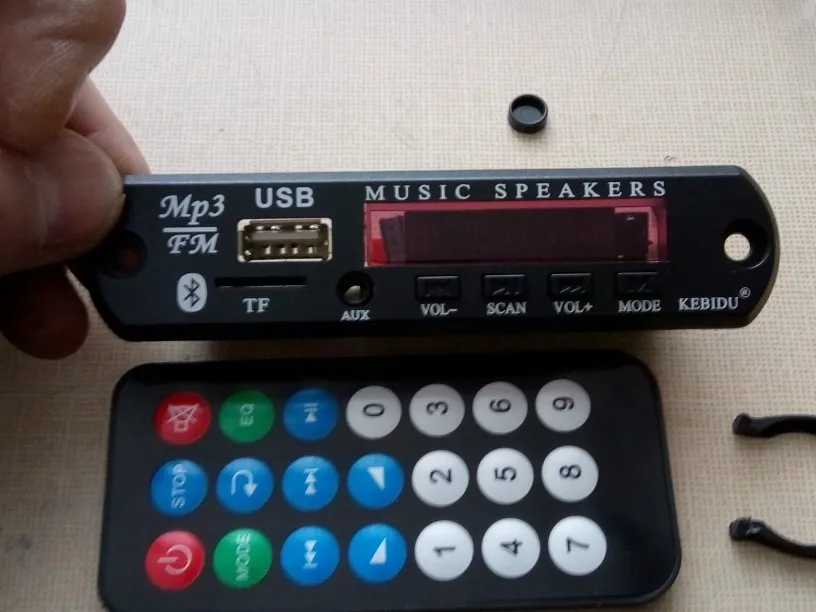 Mp3
FM
USB
MUSIC SPEAKERS
TF
AUX
VOL-
SCAN
VOL+
MODE
KEBIDU®
EQ
0
3
6
9
STOP
2
5
8
MODE
1
4
7